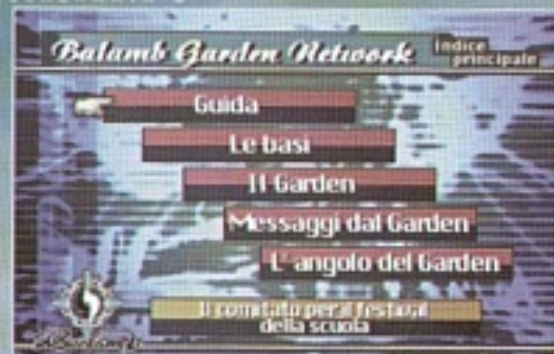 Balamb Garden Network
Indice
principale
Guida
Le basi
Il Garden
Messaggi dal Garden
L'angolo del Garden
Il comitato per il festival
della scuola